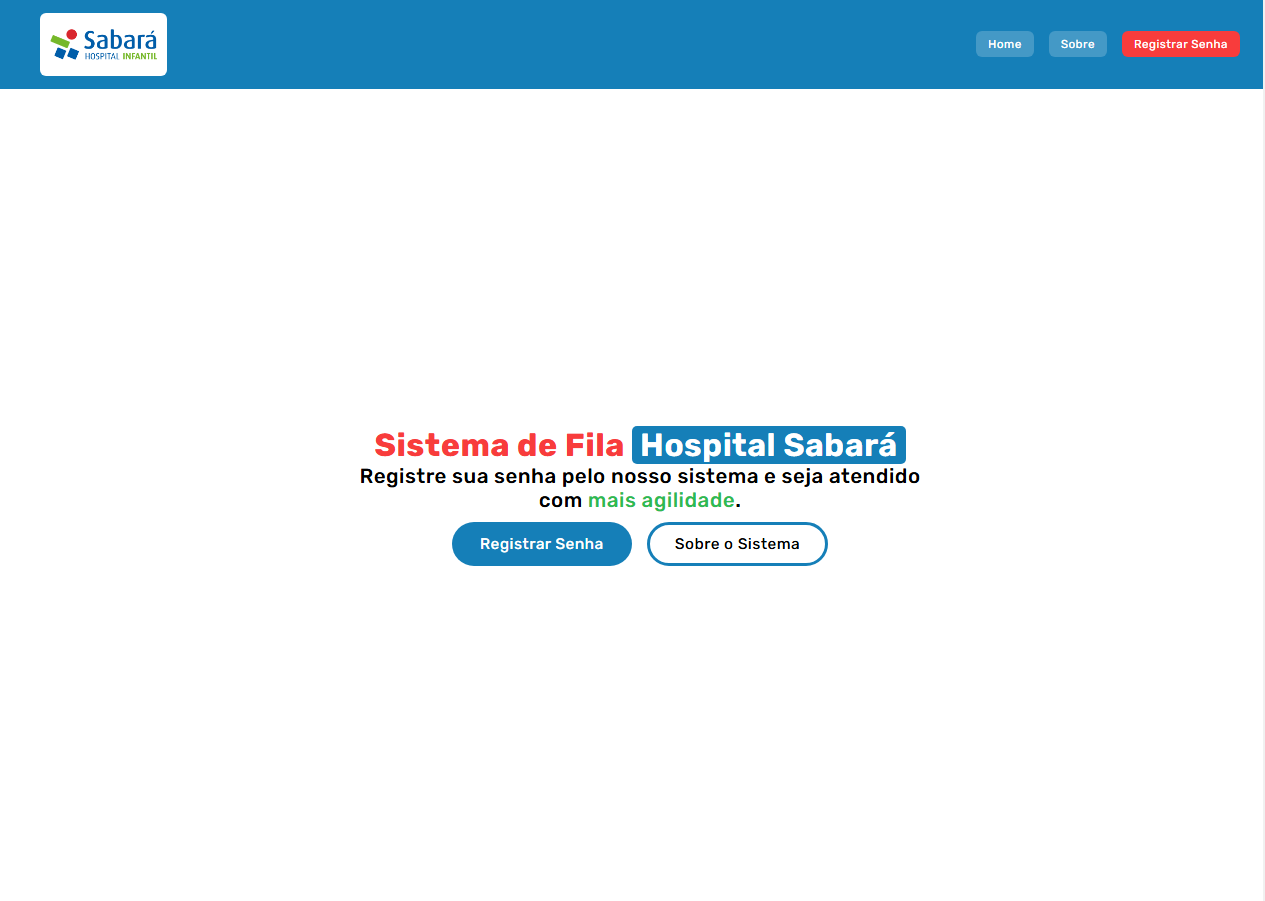 Sabará
HOSPITAL INFANTIL
Home
Sobre
Registrar Senha
Sistema de Fila Hospital Sabará
Registre sua senha pelo nosso sistema e seja atendido
com mais agilidade.
Registrar Senha
Sobre o Sistema